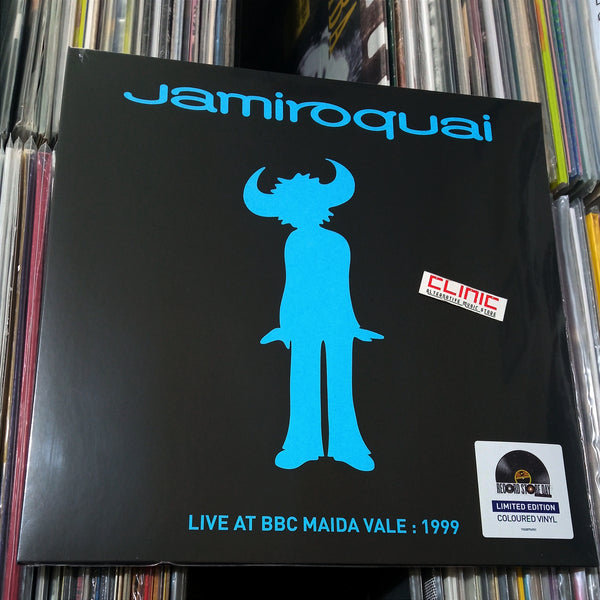 Jamiroquai
CLINIC
ALTERNATIVE MUSIC STORE
RECORD STORE DAY
LIMITED EDITION
COLOURED VINYL
LIVE AT BBC MAIDA VALE : 1999